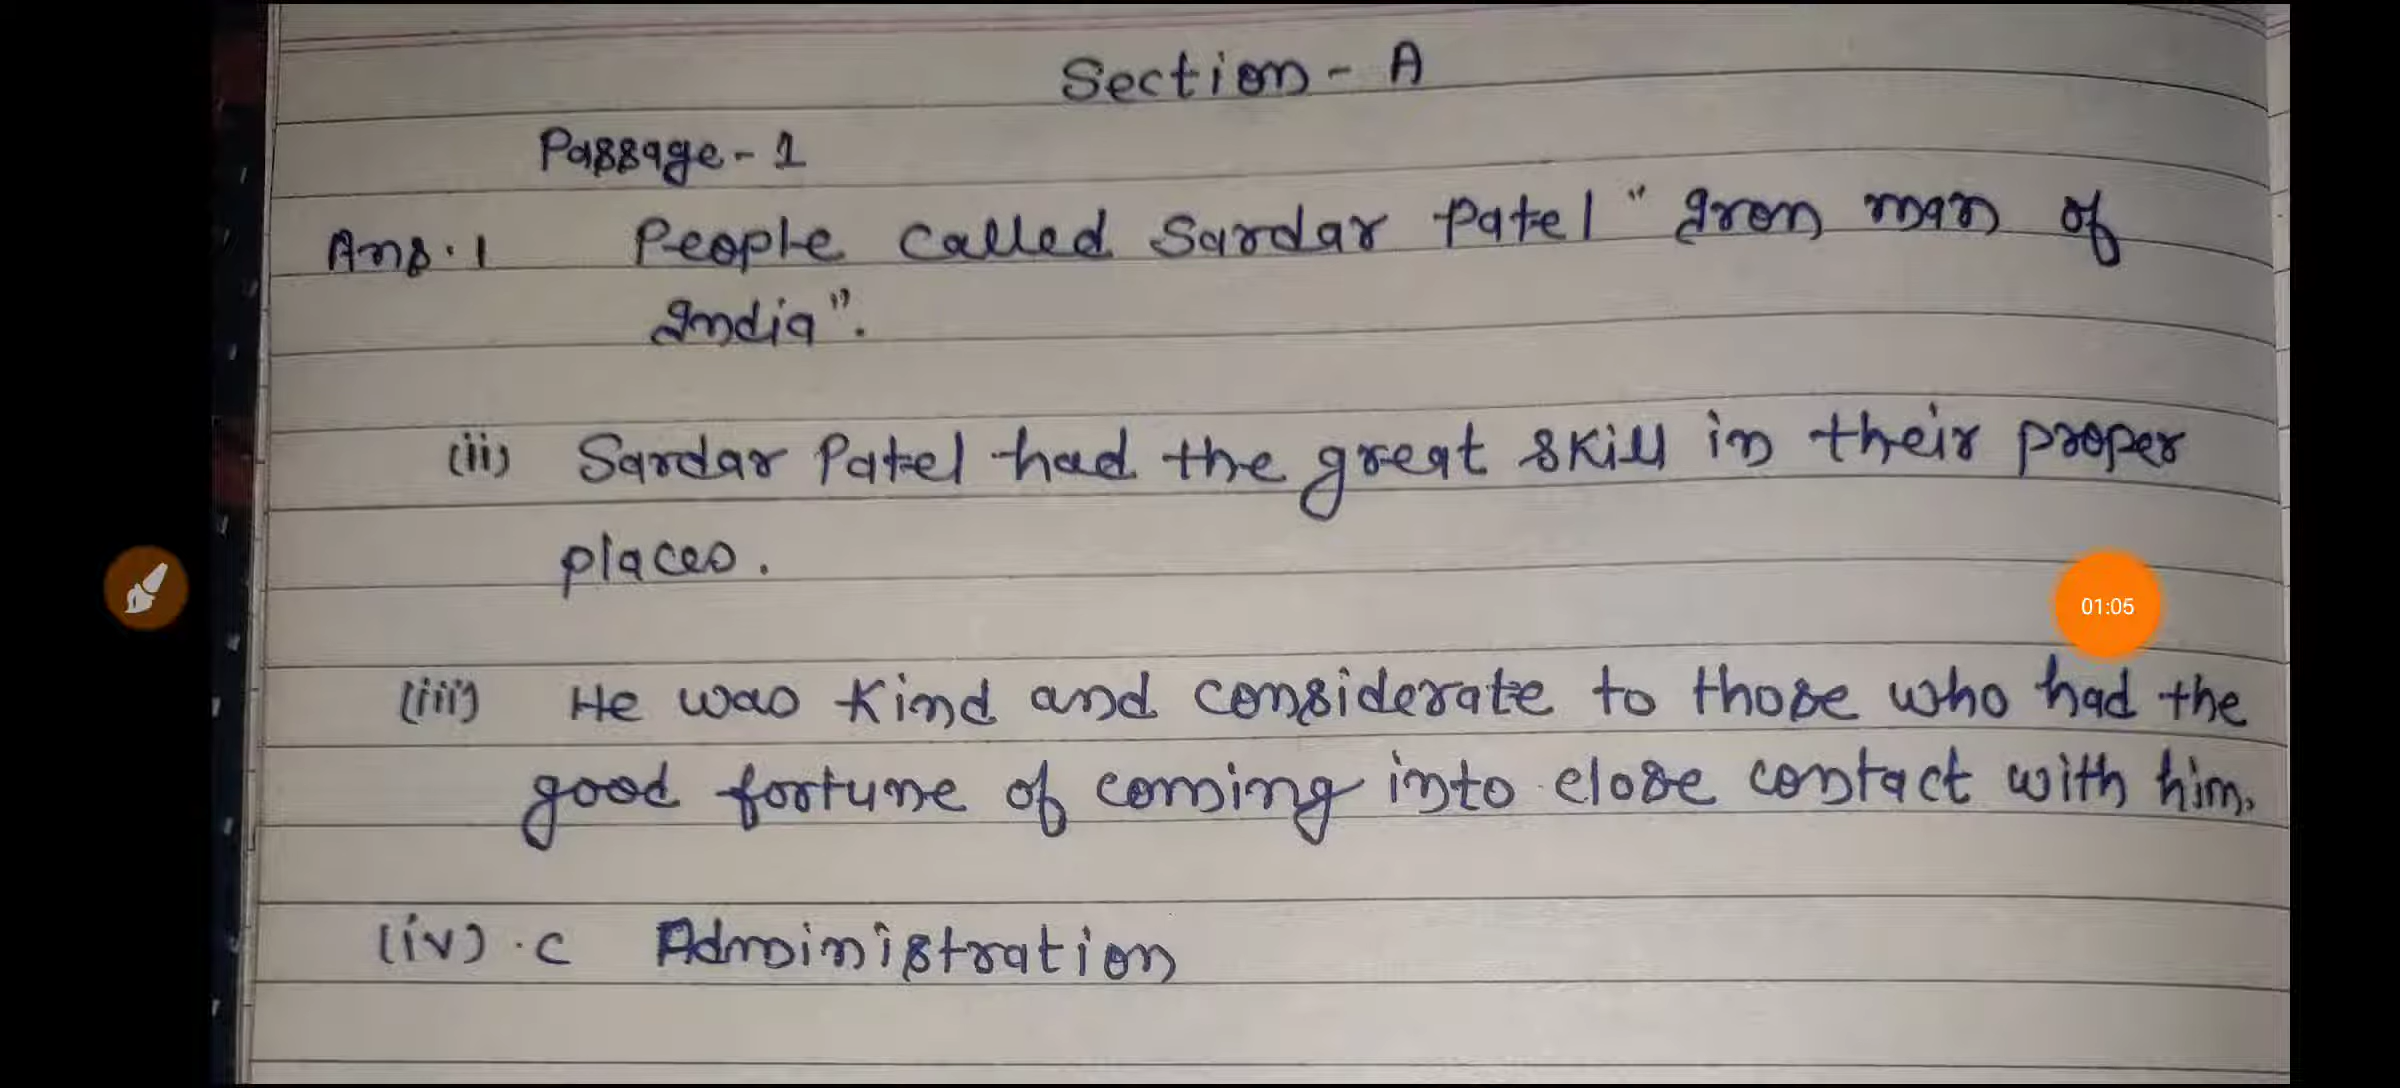 Section - A
Passage - 1
Ans. 1 People called Sardar Patel "Iron man of
India".
(ii) Sardar Patel had the great skill in their proper
places.
(iii) He was kind and considerate to those who had the
good fortune of coming into close contact with him.
(iv) . C Administration
01:05